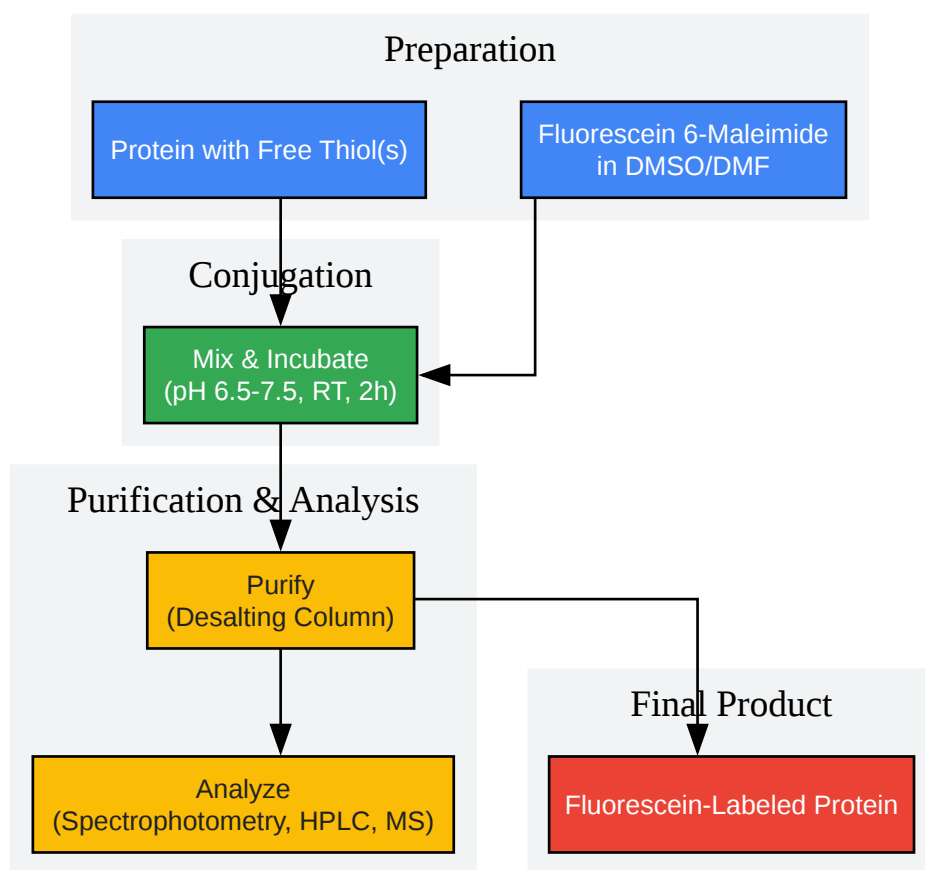 Preparation
Protein with Free Thiol(s)
Fluorescein 6-Maleimide
in DMSO/DMF
Conjugation
Mix & Incubate
(pH 6.5-7.5, RT, 2h)
Purification & Analysis
Purify
(Desalting Column)
Final Product
Analyze
(Spectrophotometry, HPLC, MS)
Fluorescein-Labeled Protein